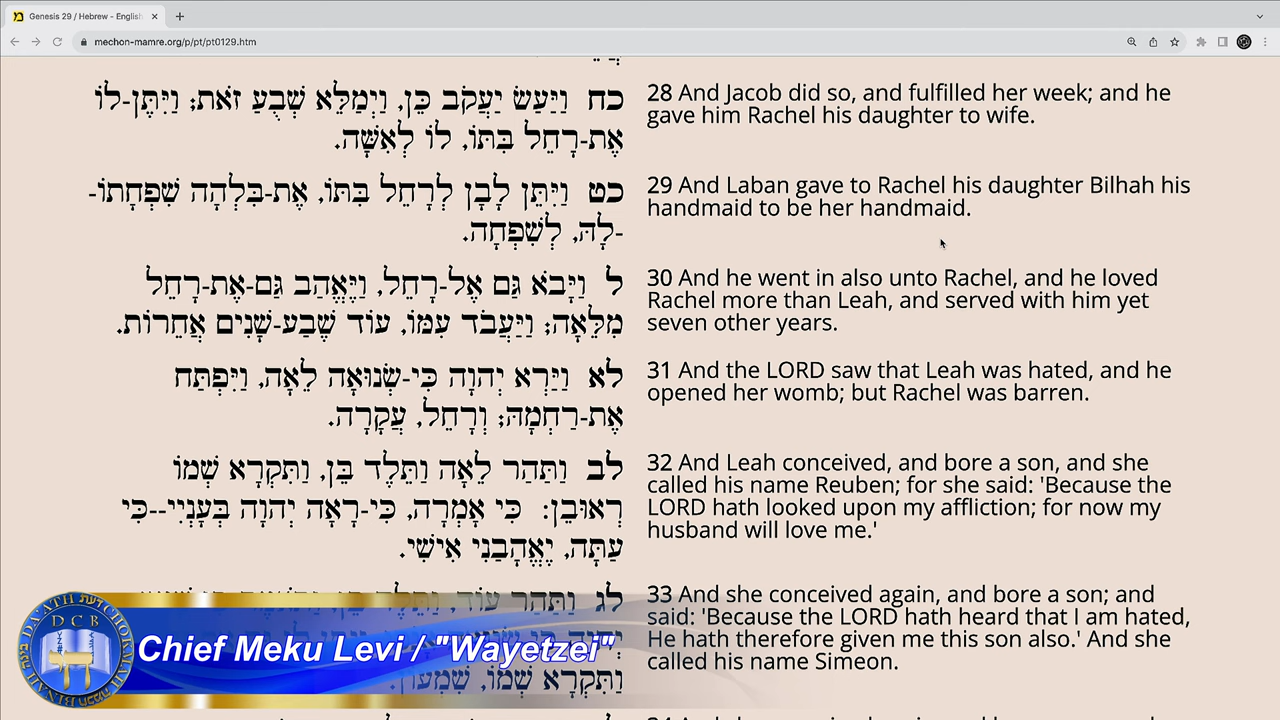 Genesis 29 / Hebrew - English
mechon-mamre.org/p/pt/pt0129.htm
כח וַיַּעַשׂ יַעֲקֹב כֵּן, וַיְמַלֵּא שְׁבֻעַ זֹאת; וַיִּתֶּן-לוֹ
אֶת-רָחֵל בִּתּוֹ, לוֹ לְאִשָּׁה.
28 And Jacob did so, and fulfilled her week; and he
gave him Rachel his daughter to wife.
כט וַיִּתֵּן לָבָן לְרָחֵל בִּתּוֹ, אֶת-בִּלְהָה שִׁפְחָתוֹ-
-לָהּ, לְשִׁפְחָה.
29 And Laban gave to Rachel his daughter Bilhah his
handmaid to be her handmaid.
ל וַיָּבֹא גַּם אֶל-רָחֵל, וַיֶּאֱהַב גַּם-אֶת-רָחֵל
מִלֵּאָה; וַיַּעֲבֹד עִמּוֹ, עוֹד שֶׁבַע-שָׁנִים אֲחֵרוֹת.
30 And he went in also unto Rachel, and he loved
Rachel more than Leah, and served with him yet
seven other years.
לא וַיַּרְא יְהוָה כִּי-שְׂנוּאָה לֵאָה, וַיִּפְתַּח
אֶת-רַחְמָהּ; וְרָחֵל, עֲקָרָה.
31 And the LORD saw that Leah was hated, and he
opened her womb; but Rachel was barren.
לב וַתַּהַר לֵאָה וַתֵּלֶד בֵּן, וַתִּקְרָא שְׁמוֹ
רְאוּבֵן: כִּי אָמְרָה, כִּי-רָאָה יְהוָה בְּעָנְיִי--כִּי
עַתָּה, יֶאֱהָבַנִי אִישִׁי.
32 And Leah conceived, and bore a son, and she
called his name Reuben; for she said: 'Because the
LORD hath looked upon my affliction; for now my
husband will love me.'
לג וַתַּהַר עוֹד, וַתֵּלֶד בֵּן
וַתִּקְרָא שְׁמוֹ, שִׁמְעוֹן.
33 And she conceived again, and bore a son; and
said: 'Because the LORD hath heard that I am hated,
He hath therefore given me this son also.' And she
called his name Simeon.
DCB
Chief Meku Levi / "Wayetzei"